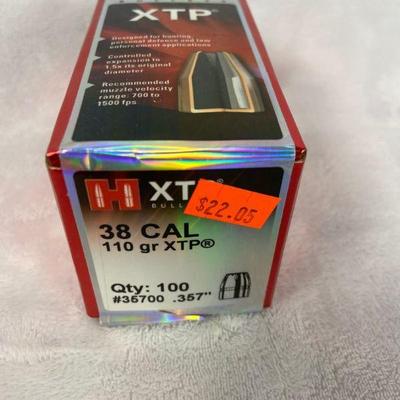 XTP®
Designed for hunting,
personal defense and law
enforcement applications
Controlled
expansion to
1.5x its original
diameter
Recommended
muzzle velocity
range: 700 to
1500 fps
H XTP
$22.05
38 CAL
110 gr XTP®
Qty: 100
#35700 .357"